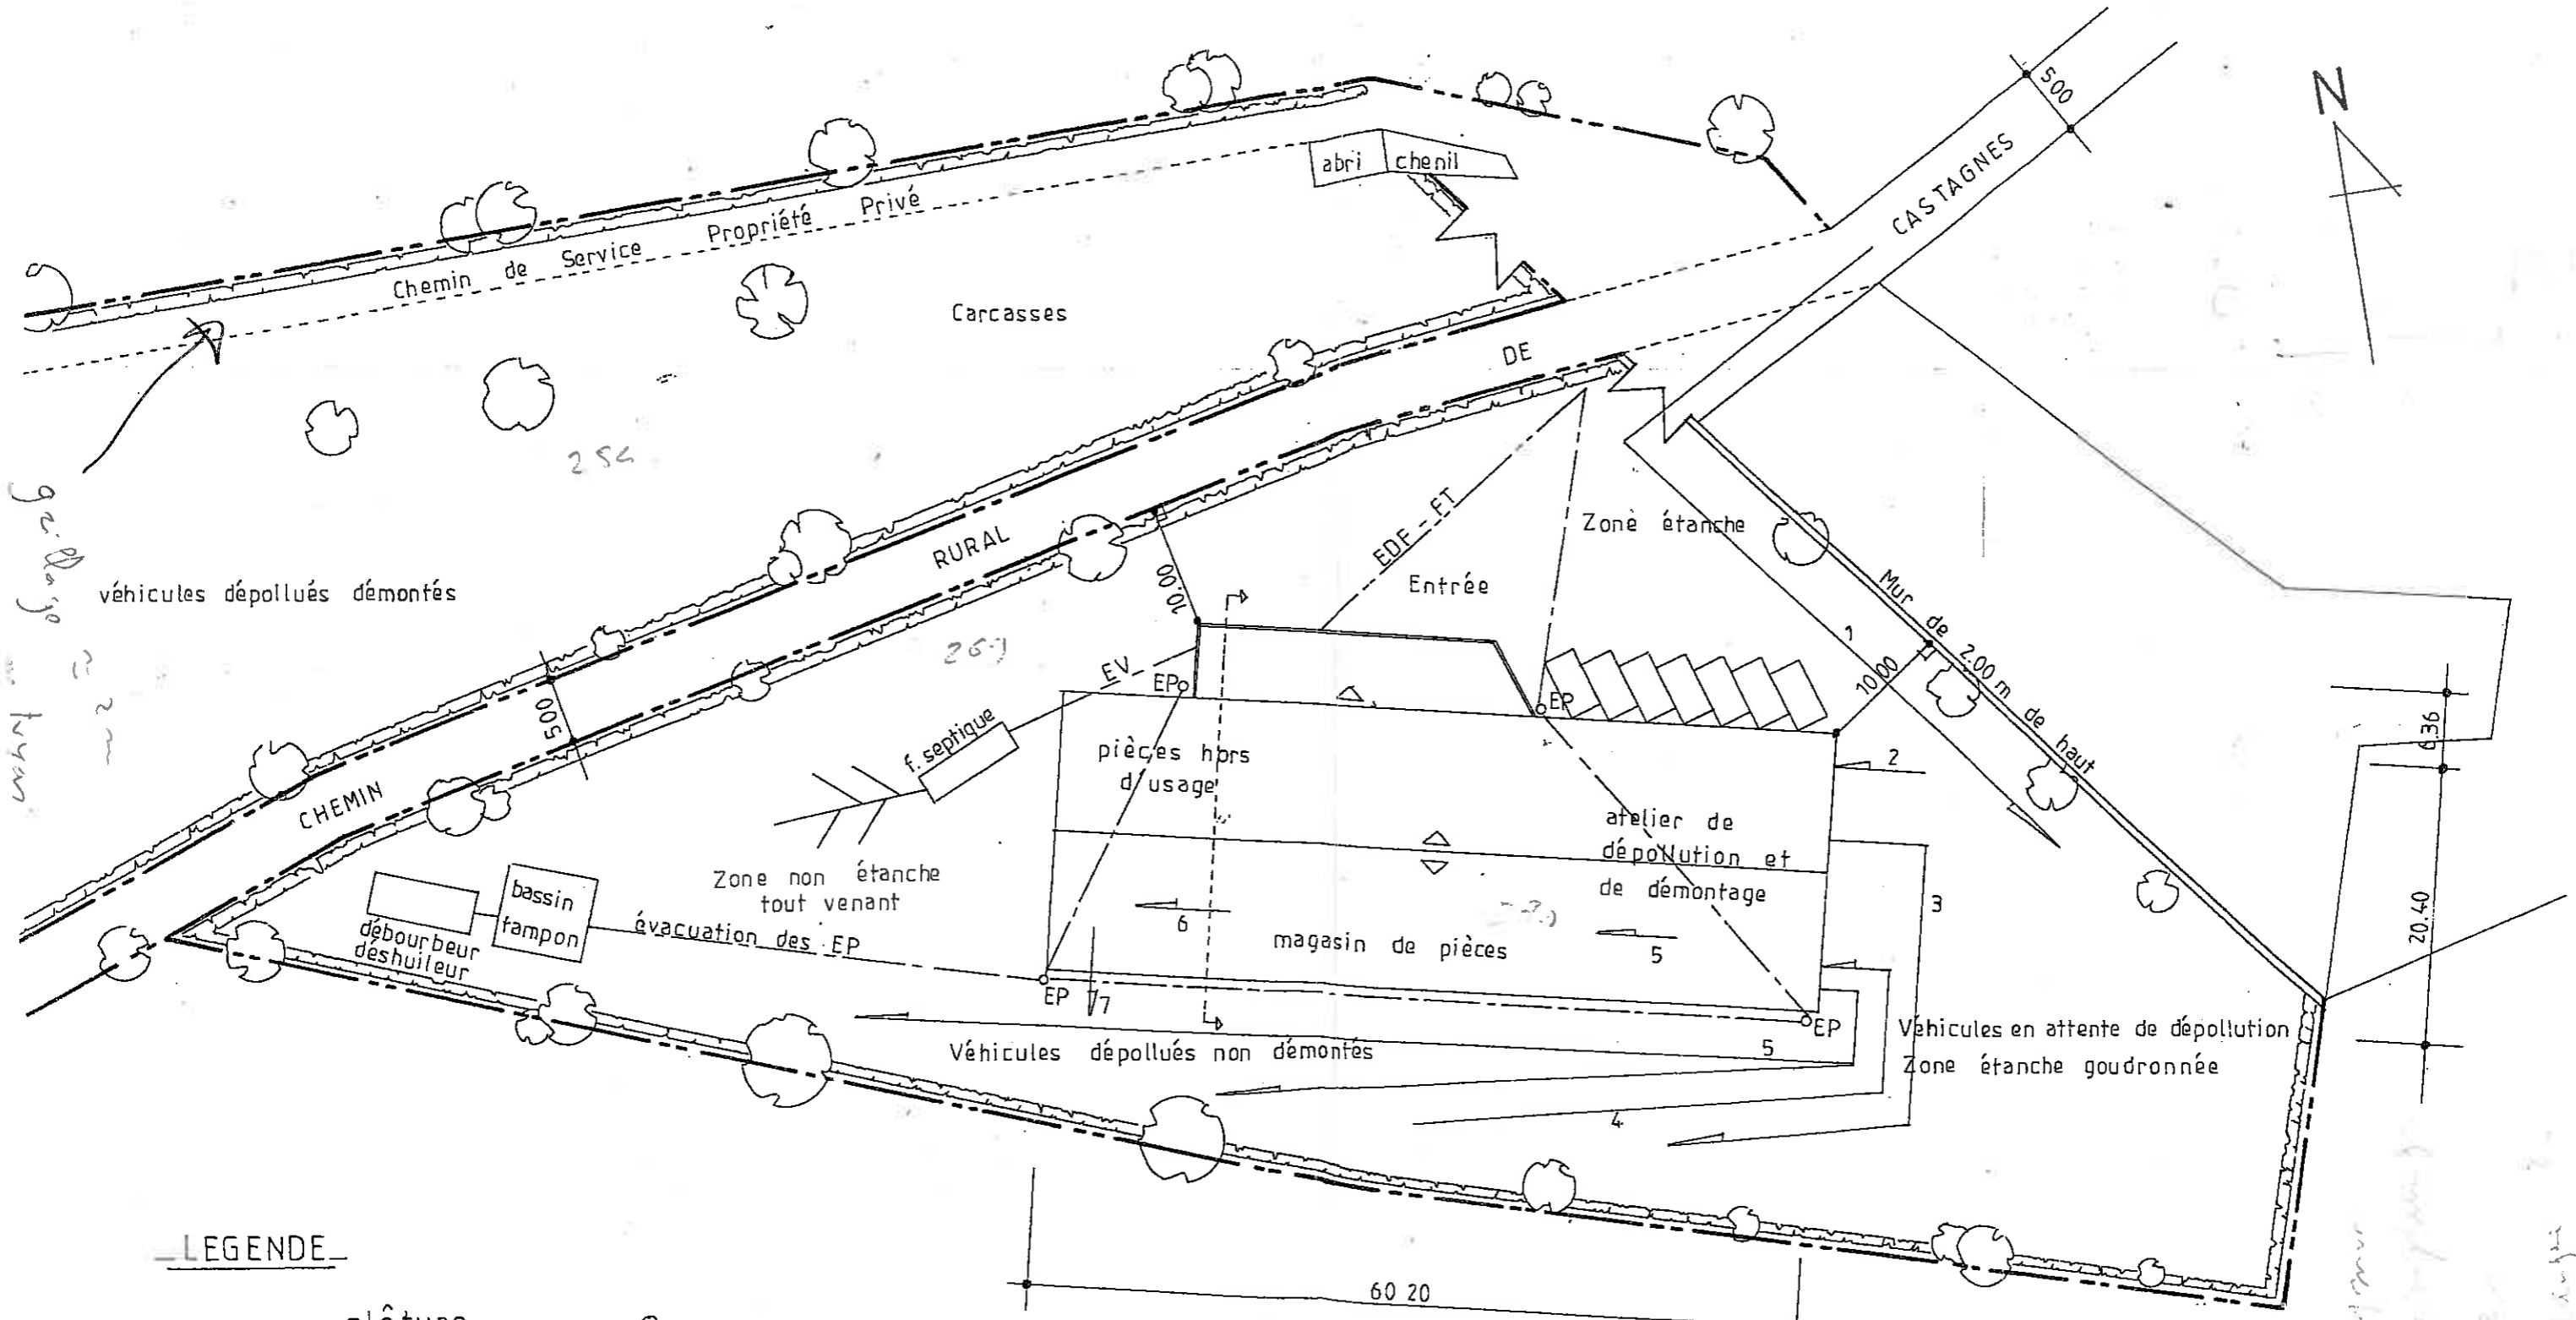 500
N
CASTAGNES
abri
chenil
Chemin de Service Propriété Privé
Carcasses
DE
254
EDF - FT
Zone étanche
RURAL
Entrée
10.00
grillage
véhicules dépollués démontés
Mur de 2.00 m de haut
1
10.00
EV
EP
EP
500
f. septique
6.36
2
pièces hors
d'usage
CHEMIN
atelier de
dépollution et
de démontage
Zone non étanche
tout venant
3
bassin
tampon
20.40
évacuation des EP
débourbeur
déshuileur
6
magasin de pièces
5
EP
7
EP
Véhicules en attente de dépollution
Zone étanche goudronnée
Véhicules dépollués non démontés
5
4
LEGENDE
60 20
clôture